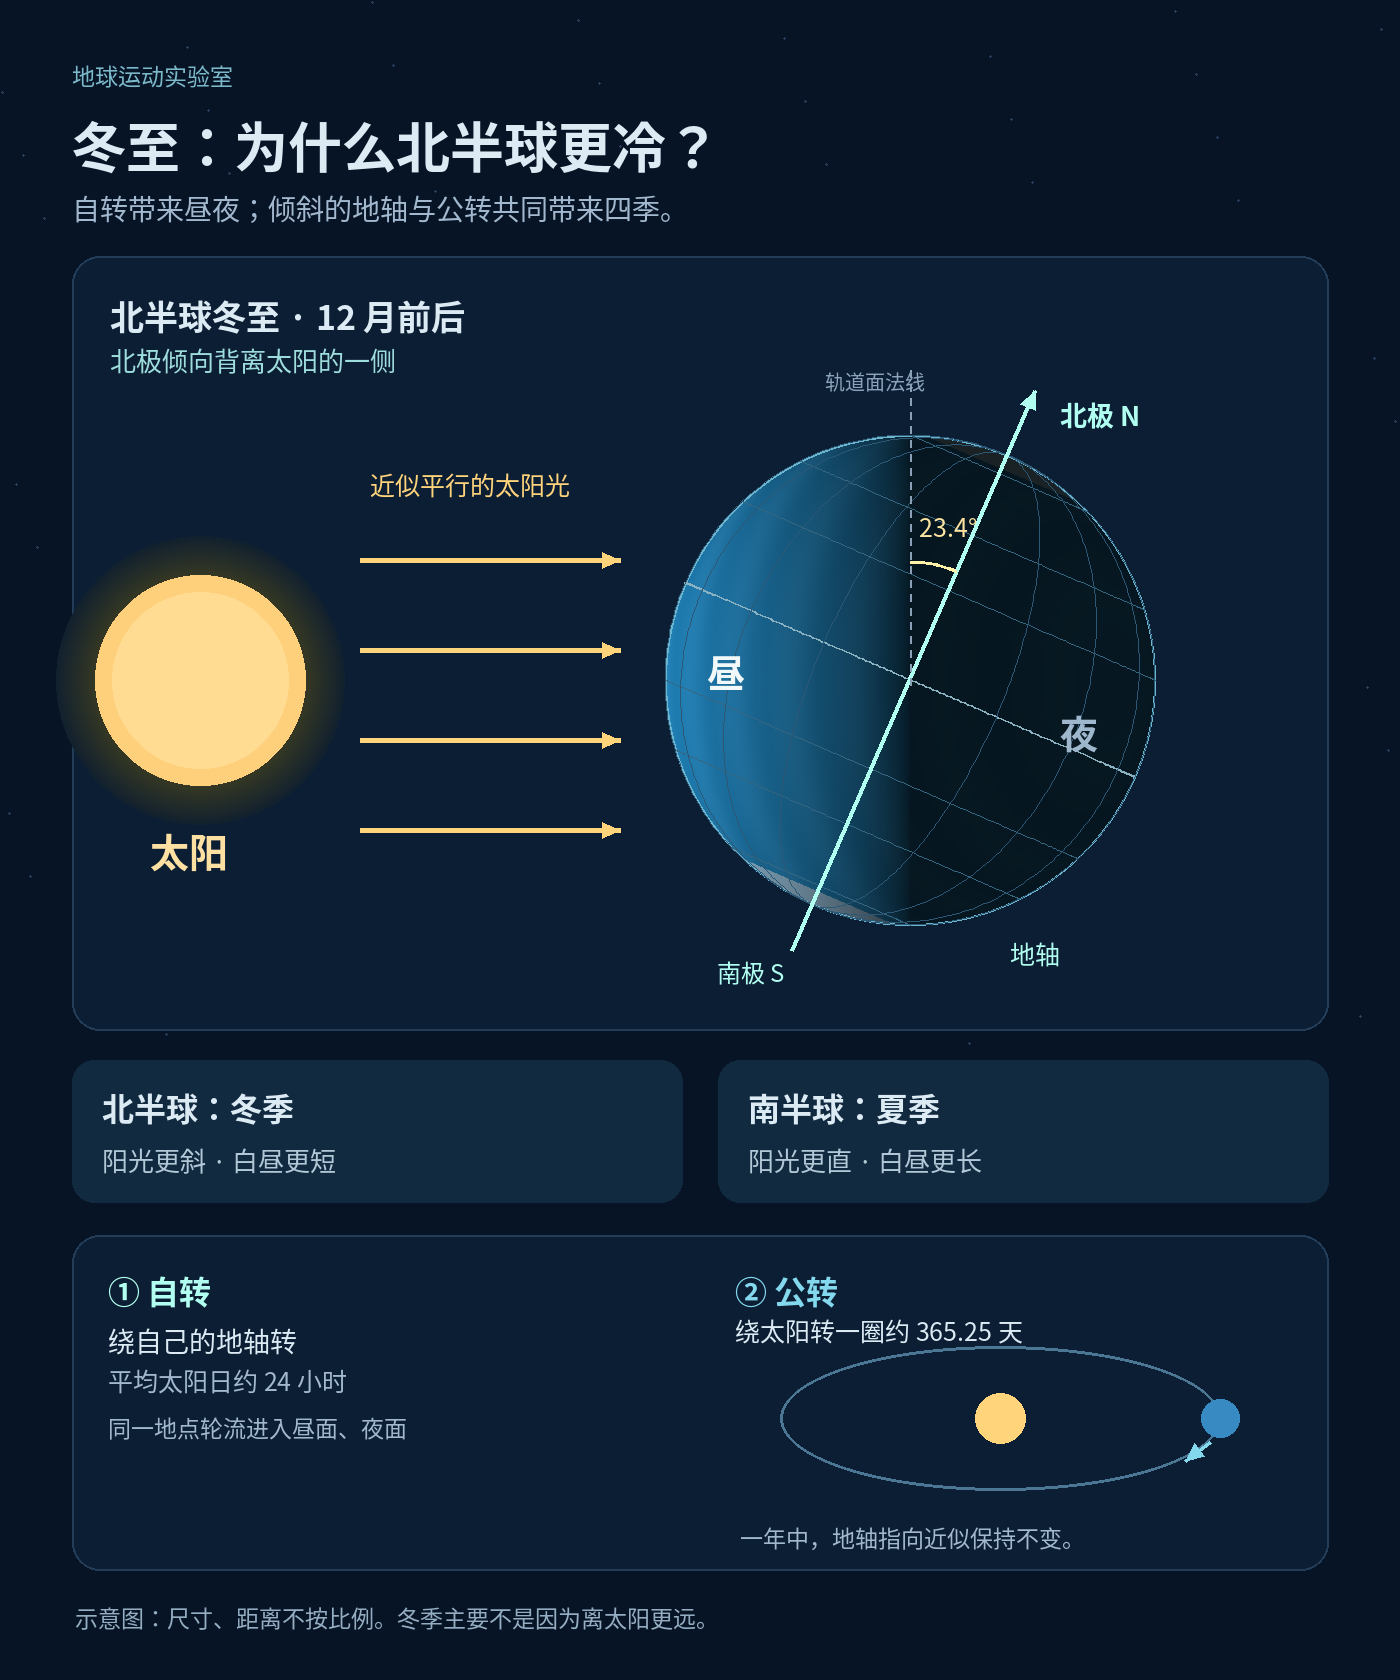 地球运动实验室
冬至：为什么北半球更冷？
自转带来昼夜；倾斜的地轴与公转共同带来四季。
北半球冬至 · 12 月前后
北极倾向背离太阳的一侧
轨道面法线
北极 N
近似平行的太阳光
23.4°
昼
夜
太阳
南极 S
地轴
北半球：冬季
阳光更斜 · 白昼更短
南半球：夏季
阳光更直 · 白昼更长
① 自转
绕自己的地轴转
平均太阳日约 24 小时
同一地点轮流进入昼面、夜面
② 公转
绕太阳转一圈约 365.25 天
一年中，地轴指向近似保持不变。
示意图：尺寸、距离不按比例。冬季主要不是因为离太阳更远。